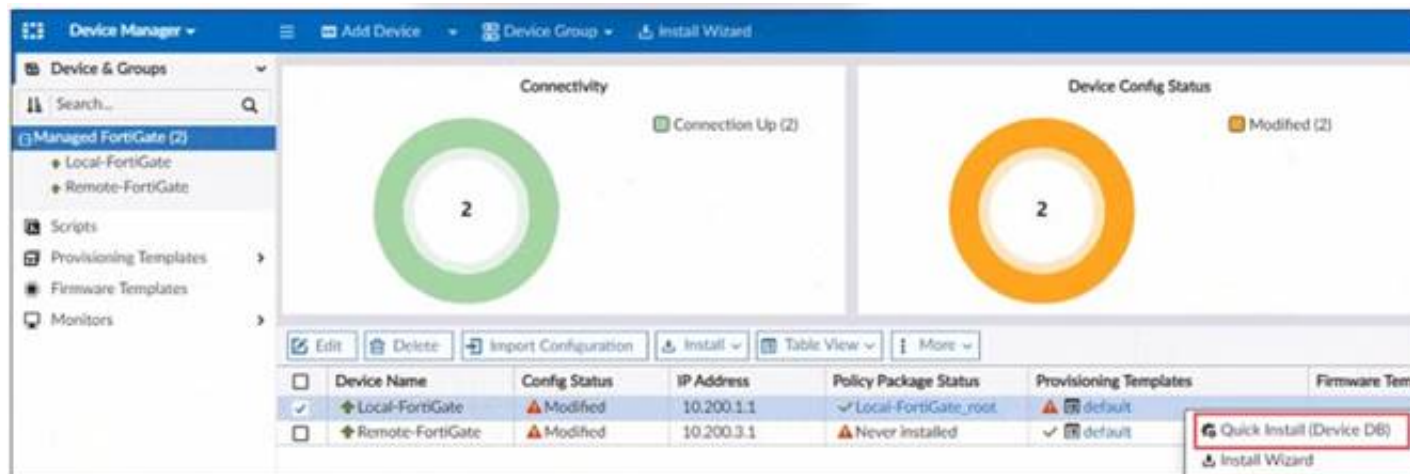 Device Manager
Add Device
Device Group
Install Wizard
Device & Groups
Search...
Managed FortiGate (2)
Local-FortiGate
Remote-FortiGate
Scripts
Provisioning Templates
Firmware Templates
Monitors
Connectivity
Connection Up (2)
2
Device Config Status
Modified (2)
2
Edit Delete Import Configuration Install Table View More
Device Name Config Status IP Address Policy Package Status Provisioning Templates Firmware Tem
Local-FortiGate Modified 10.200.1.1 Local-FortiGate_root default
Remote-FortiGate Modified 10.200.3.1 Never installed default
Quick Install (Device DB)
Install Wizard